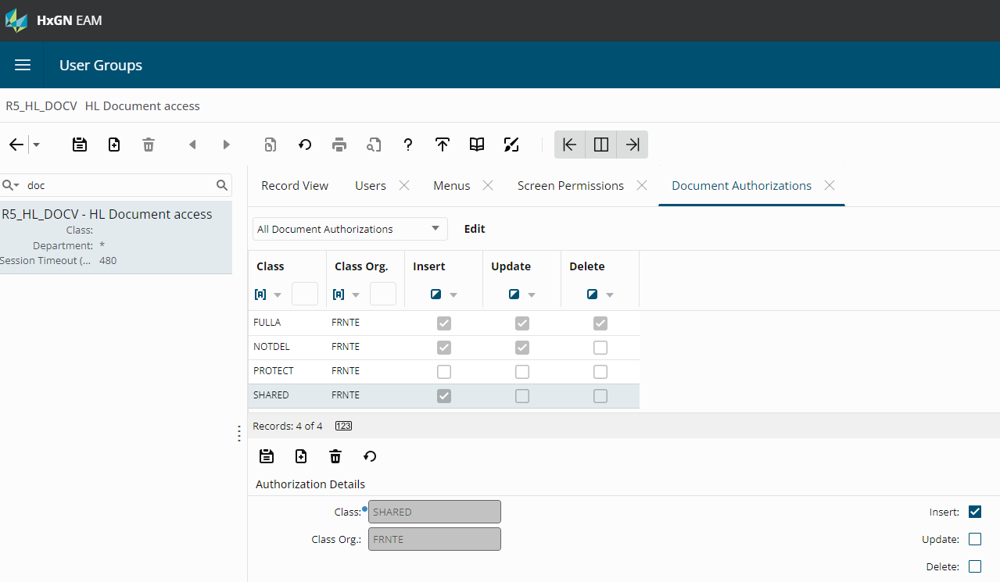 HxGN EAM
User Groups
R5_HL_DOCV HL Document access
doc
R5_HL_DOCV - HL Document access
Class:
Department: *
Session Timeout (... 480
Record View Users Menus Screen Permissions Document Authorizations
All Document Authorizations Edit
Class Class Org. Insert Update Delete
FULLA FRNTE
NOTDEL FRNTE
PROTECT FRNTE
SHARED FRNTE
Records: 4 of 4 123
Authorization Details
Class: SHARED Insert:
Class Org.: FRNTE Update:
Delete: